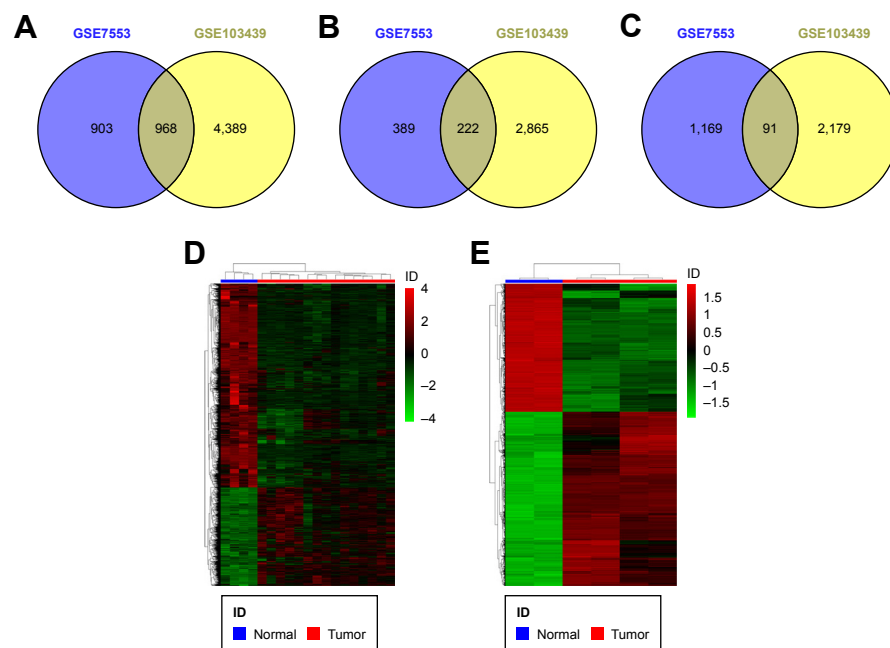 A
B
C
GSE7553 GSE103439
GSE7553 GSE103439
GSE7553 GSE103439
903 968 4,389
389 222 2,865
1,169 91 2,179
D
ID
4
2
0
–2
–4
ID
Normal Tumor
E
ID
1.5
1
0.5
0
–0.5
–1
–1.5
ID
Normal Tumor